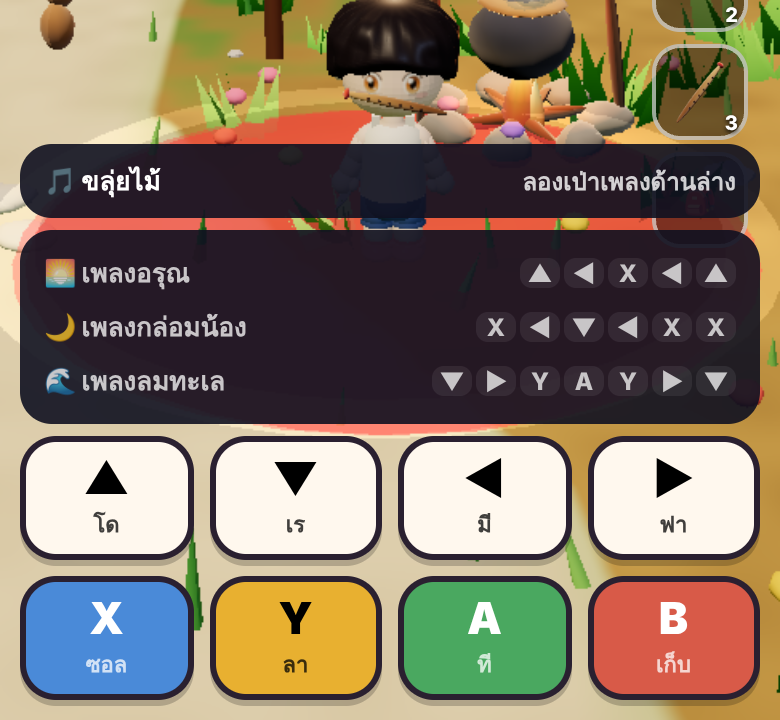 2
3
🎵 ขลุ่ยไม้ ลองเป่าเพลงด้านล่าง
🌅 เพลงอรุณ ▲ ◀ X ◀ ▲
🌙 เพลงกล่อมน้อง X ◀ ▼ ◀ X X
🌊 เพลงลมทะเล ▼ ▶ Y A Y ▶ ▼
▲ ▼ ◀ ▶
โด เร มี ฟา
X Y A B
ซอล ลา ที เก็บ